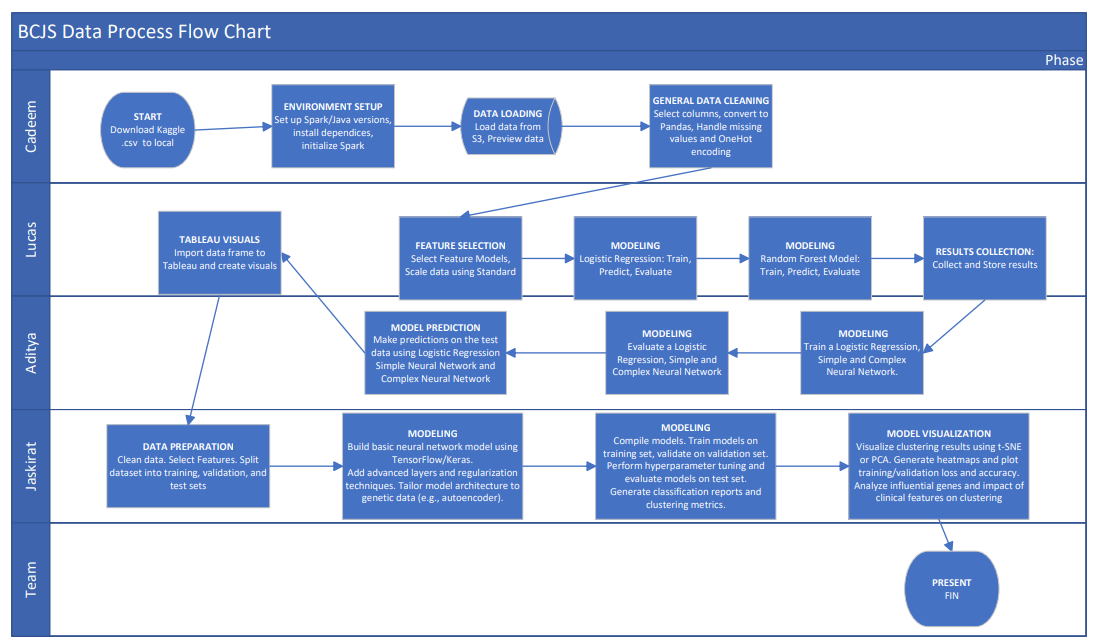 BCJS Data Process Flow Chart
Phase
Cadeem
START
Download Kaggle
.csv to local
ENVIRONMENT SETUP
Set up Spark/Java versions,
install dependices,
initialize Spark
DATA LOADING
Load data from
S3, Preview data
GENERAL DATA CLEANING
Select columns, convert to
Pandas, Handle missing
values and OneHot
encoding
Lucas
TABLEAU VISUALS
Import data frame to
Tableau and create visuals
FEATURE SELECTION
Select Feature Models,
Scale data using Standard
MODELING
Logistic Regression: Train,
Predict, Evaluate
MODELING
Random Forest Model:
Train, Predict, Evaluate
RESULTS COLLECTION:
Collect and Store results
Aditya
MODEL PREDICTION
Make predictions on the test
data using Logistic Regression
Simple Neural Network and
Complex Neural Network
MODELING
Evaluate a Logistic
Regression, Simple and
Complex Neural Network
MODELING
Train a Logistic Regression,
Simple and Complex
Neural Network.
Jaskirat
DATA PREPARATION
Clean data. Select Features. Split
dataset into training, validation, and
test sets
MODELING
Build basic neural network model using
TensorFlow/Keras.
Add advanced layers and regularization
techniques. Tailor model architecture to
genetic data (e.g., autoencoder).
MODELING
Compile models. Train models on
training set, validate on validation set.
Perform hyperparameter tuning and
evaluate models on test set.
Generate classification reports and
clustering metrics.
MODEL VISUALIZATION
Visualize clustering results using t-SNE
or PCA. Generate heatmaps and plot
training/validation loss and accuracy.
Analyze influential genes and impact of
clinical features on clustering
Team
PRESENT
FIN